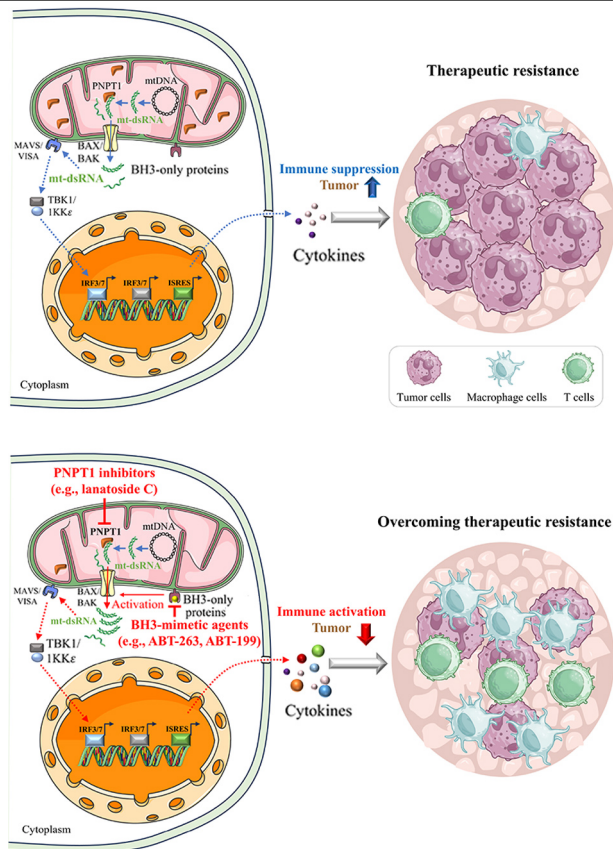 Therapeutic resistance
PNPT1
mtDNA
mt-dsRNA
MAVS/
VISA
BAX/
BAK
BH3-only proteins
mt-dsRNA
TBK1/
1KKε
Immune suppression
Tumor
Cytokines
IRF3/7
IRF3/7
ISRES
Cytoplasm
Tumor cells
Macrophage cells
T cells
PNPT1 inhibitors
(e.g., lanatoside C)
Overcoming therapeutic resistance
PNPT1
mtDNA
mt-dsRNA
MAVS/
VISA
BAX/
BAK
Activation
BH3-only
proteins
mt-dsRNA
BH3-mimetic agents
(e.g., ABT-263, ABT-199)
TBK1/
1KKε
Immune activation
Tumor
Cytokines
IRF3/7
IRF3/7
ISRES
Cytoplasm